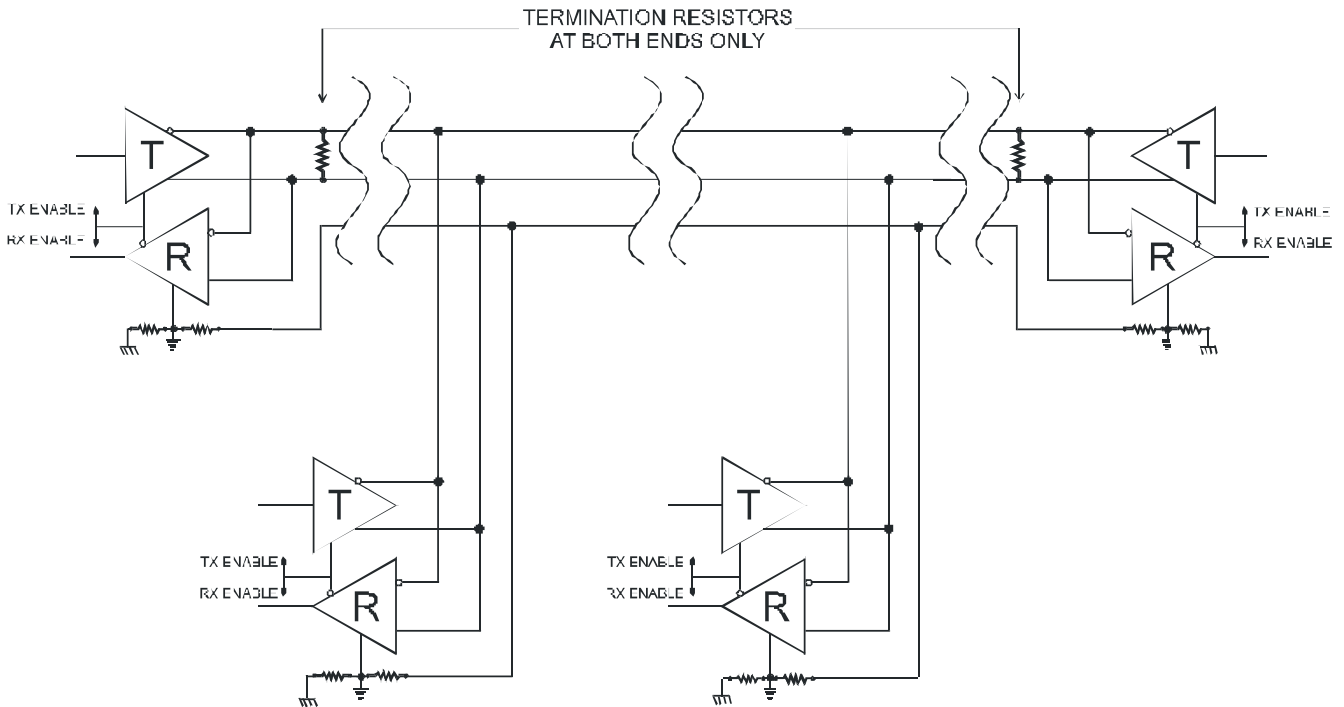 TERMINATION RESISTORS
AT BOTH ENDS ONLY
T
T
TX ENABLE
RX ENABLE
R
TX ENABLE
RX ENABLE
R
T
T
TX ENABLE
RX ENABLE
R
TX ENABLE
RX ENABLE
R